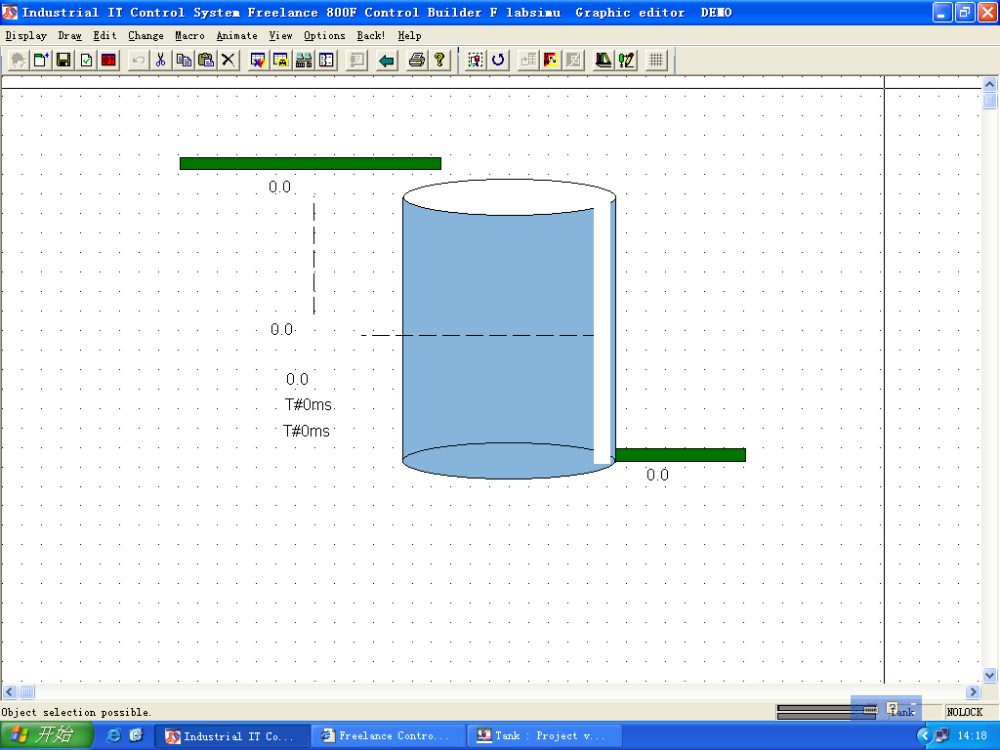 Industrial IT Control System Freelance 800F Control Builder F labsimu  Graphic editor  DEMO
Display Draw Edit Change Macro Animate View Options Back! Help
0.0
0.0
0.0
T#0ms
T#0ms
0.0
Object selection possible.
Tank
NOLOCK
开始
Industrial IT Co...
Freelance Contro...
Tank : Project v...
14:18